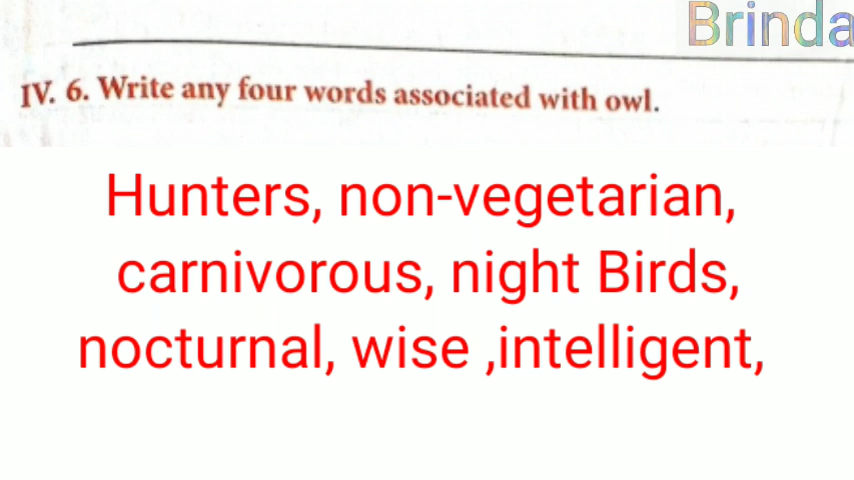 Brinda
IV. 6. Write any four words associated with owl.
Hunters, non-vegetarian,
carnivorous, night Birds,
nocturnal, wise ,intelligent,